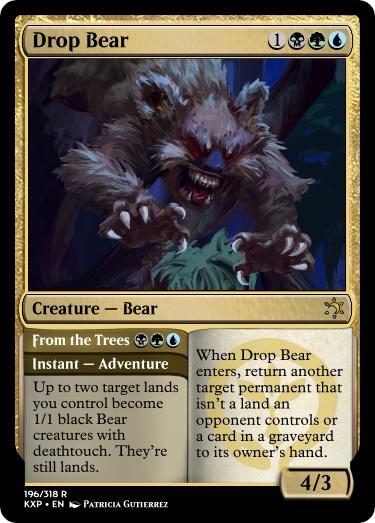 Drop Bear 1
Creature — Bear
From the Trees
Instant — Adventure
Up to two target lands
you control become
1/1 black Bear
creatures with
deathtouch. They're
still lands.
When Drop Bear
enters, return another
target permanent that
isn't a land an
opponent controls or
a card in a graveyard
to its owner's hand.
4/3
196/318 R
KXP • EN Patricia Gutierrez